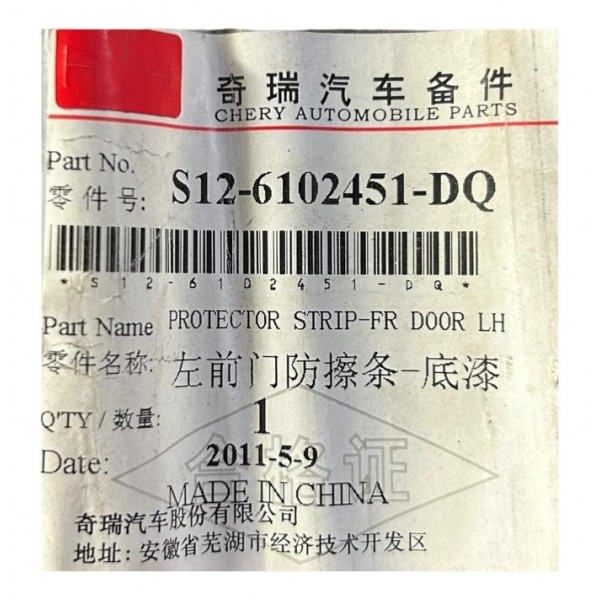 奇瑞汽车备件
CHERY AUTOMOBILE PARTS
Part No.
零件号: S12-6102451-DQ
*S12-6102451-DQ*
Part Name PROTECTOR STRIP-FR DOOR LH
零件名称: 左前门防擦条-底漆
Q'TY / 数量: 1
Date: 2011-5-9
合格证
MADE IN CHINA
奇瑞汽车股份有限公司
地址: 安徽省芜湖市经济技术开发区